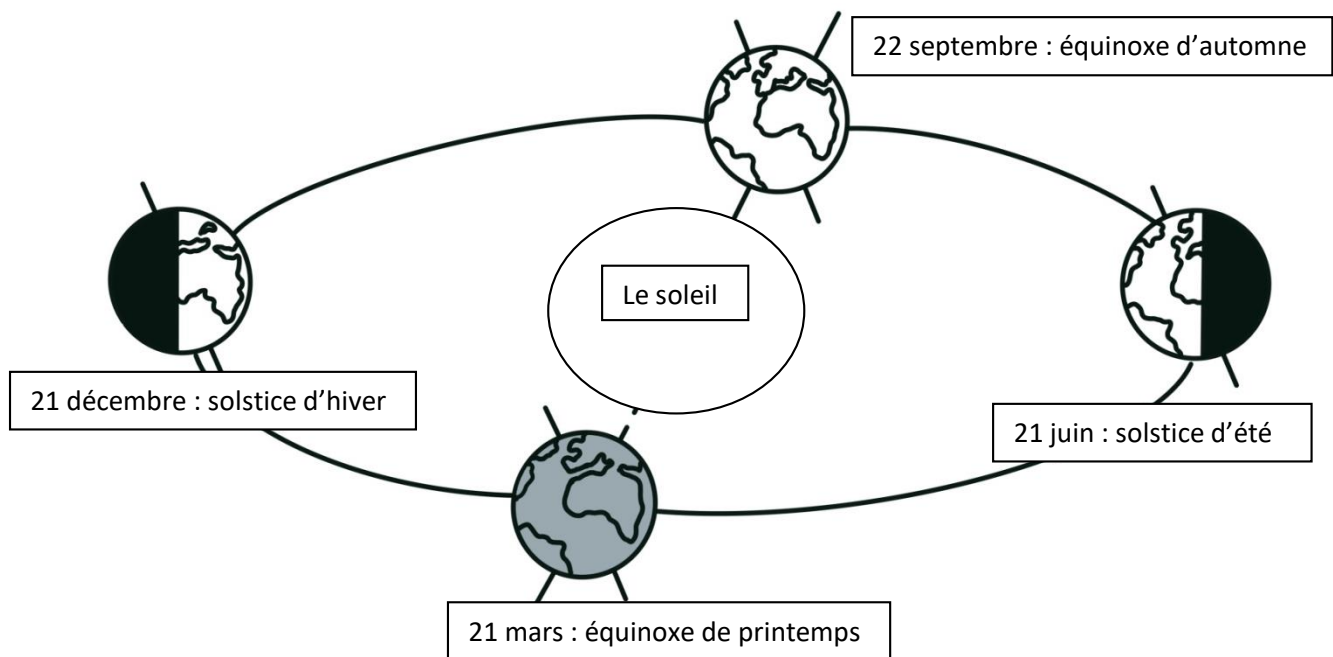 22 septembre : équinoxe d’automne
Le soleil
21 décembre : solstice d’hiver
21 juin : solstice d’été
21 mars : équinoxe de printemps